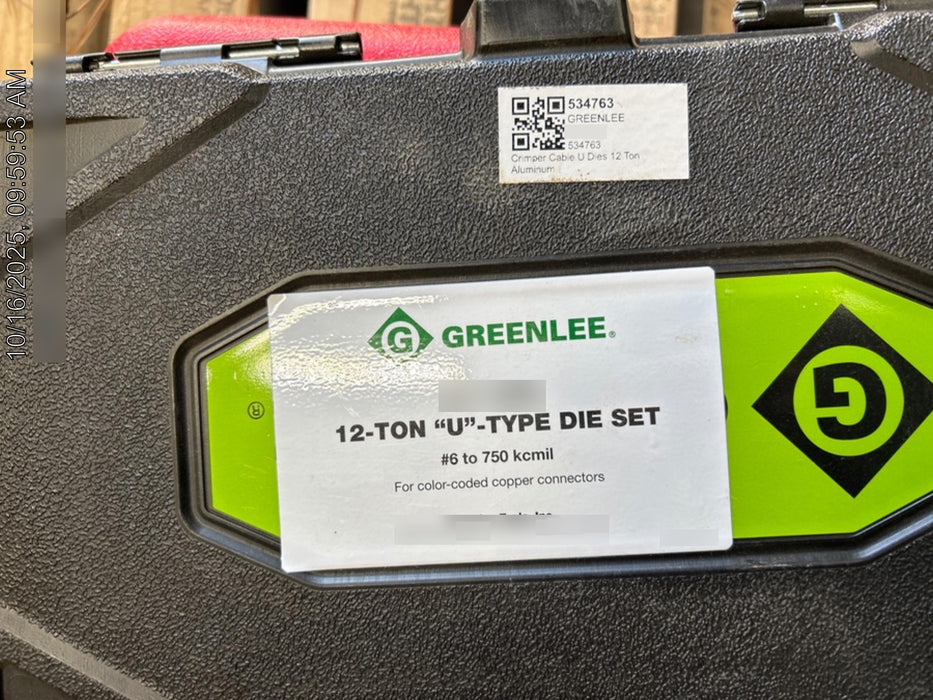 10/16/2025, 09:59:53 AM
534763
GREENLEE
534763
Crimper Cable U Dies 12 Ton
Aluminum
G GREENLEE®
12-TON “U”-TYPE DIE SET
#6 to 750 kcmil
For color-coded copper connectors
®
G